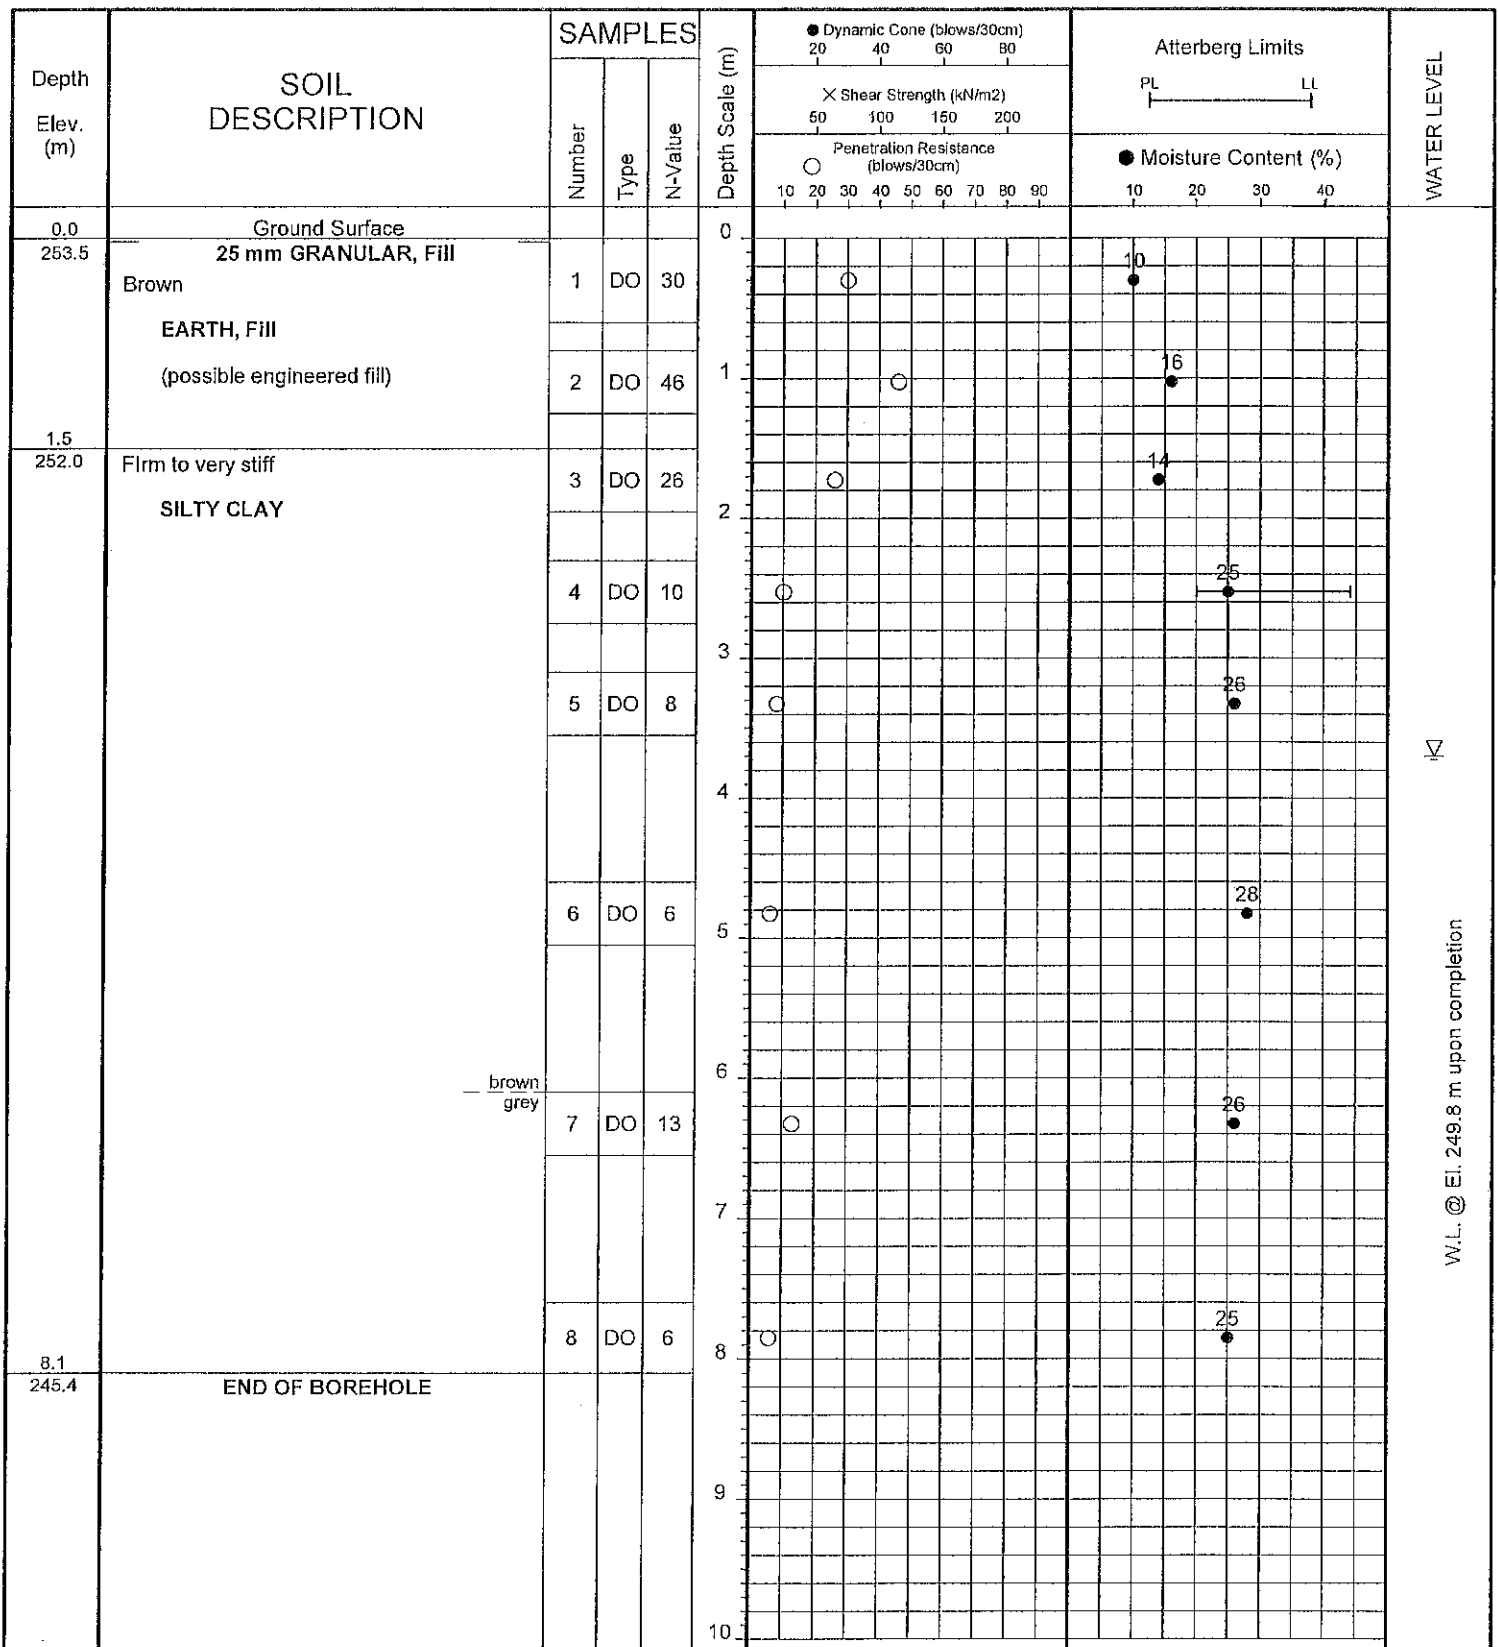 Depth
Elev.
(m)
SOIL
DESCRIPTION
SAMPLES
Number
Type
N-Value
Depth Scale (m)
● Dynamic Cone (blows/30cm)
20 40 60 80
X Shear Strength (kN/m2)
50 100 150 200
Penetration Resistance
(blows/30cm)
10 20 30 40 50 60 70 80 90
Atterberg Limits
PL LL
● Moisture Content (%)
10 20 30 40
WATER LEVEL
0.0
Ground Surface
0
253.5
25 mm GRANULAR, Fill
Brown
1 DO 30
10
EARTH, Fill
(possible engineered fill)
2 DO 46
1
16
1.5
252.0
Firm to very stiff
3 DO 26
14
SILTY CLAY
2
4 DO 10
25
3
5 DO 8
26
4
6 DO 6
28
5
W.L. @ El. 249.8 m upon completion
6
brown
grey
7 DO 13
26
7
8 DO 6
25
8
8.1
245.4
END OF BOREHOLE
9
10